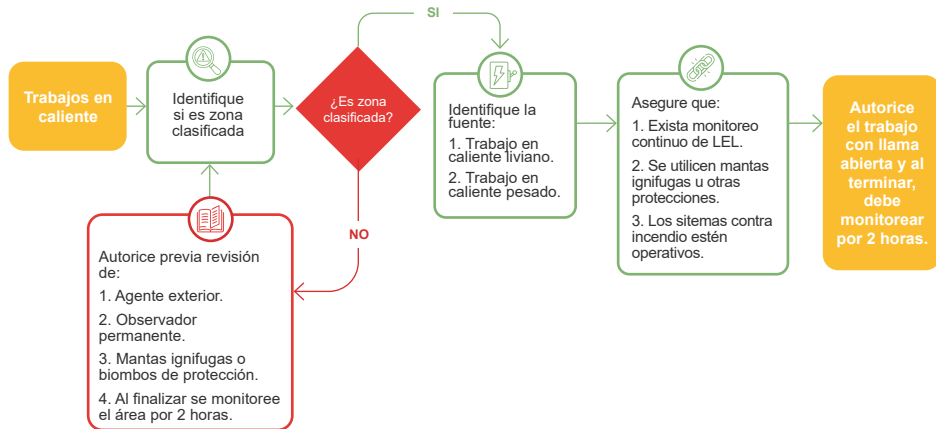 Trabajos en
caliente
Identifique
si es zona
clasificada
¿Es zona
clasificada?
SI
NO
Identifique la
fuente:
1. Trabajo en
caliente liviano.
2. Trabajo en
caliente pesado.
Asegure que:
1. Exista monitoreo
continuo de LEL.
2. Se utilicen mantas
ignifugas u otras
protecciones.
3. Los sitemas contra
incendio estén
operativos.
Autorice
el trabajo
con llama
abierta y al
terminar,
debe
monitorear
por 2 horas.
Autorice previa revisión
de:
1. Agente exterior.
2. Observador
permanente.
3. Mantas ignifugas o
biombos de protección.
4. Al finalizar se monitoree
el área por 2 horas.